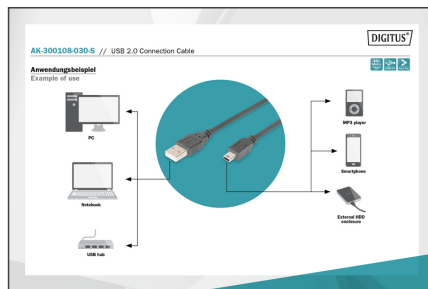 DIGITUS®
AK-300108-030-S // USB 2.0 Connection Cable
Anwendungsbeispiel
Example of use
PC
Notebook
USB hub
MP3 player
Smartphone
External HDD
enclosure